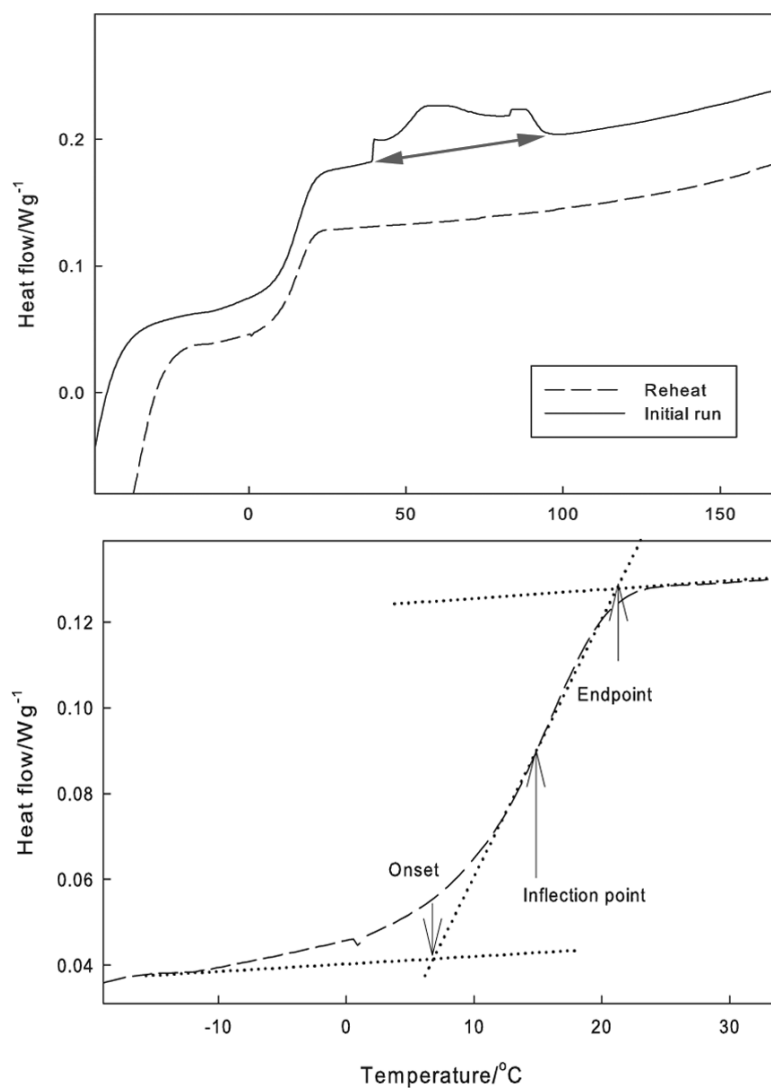 Heat flow/Wg-1
0.2
0.1
0.0
Reheat
Initial run
0 50 100 150
Heat flow/Wg-1
0.12
0.10
0.08
0.06
0.04
Endpoint
Onset
Inflection point
-10 0 10 20 30
Temperature/oC